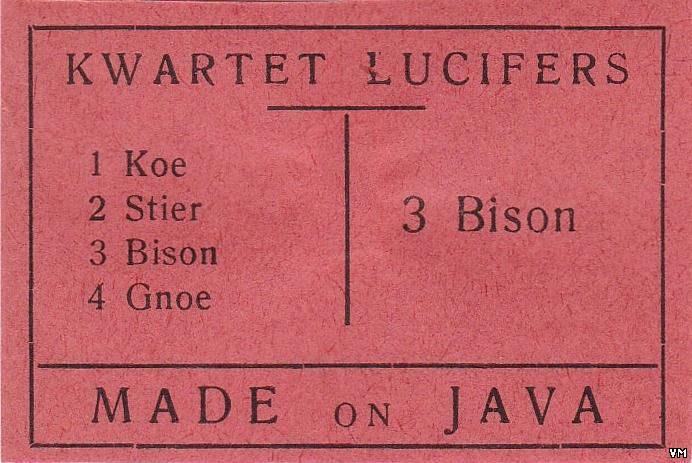 KWARTET LUCIFERS
1 Koe
2 Stier
3 Bison
4 Gnoe
3 Bison
MADE ON JAVA
VM